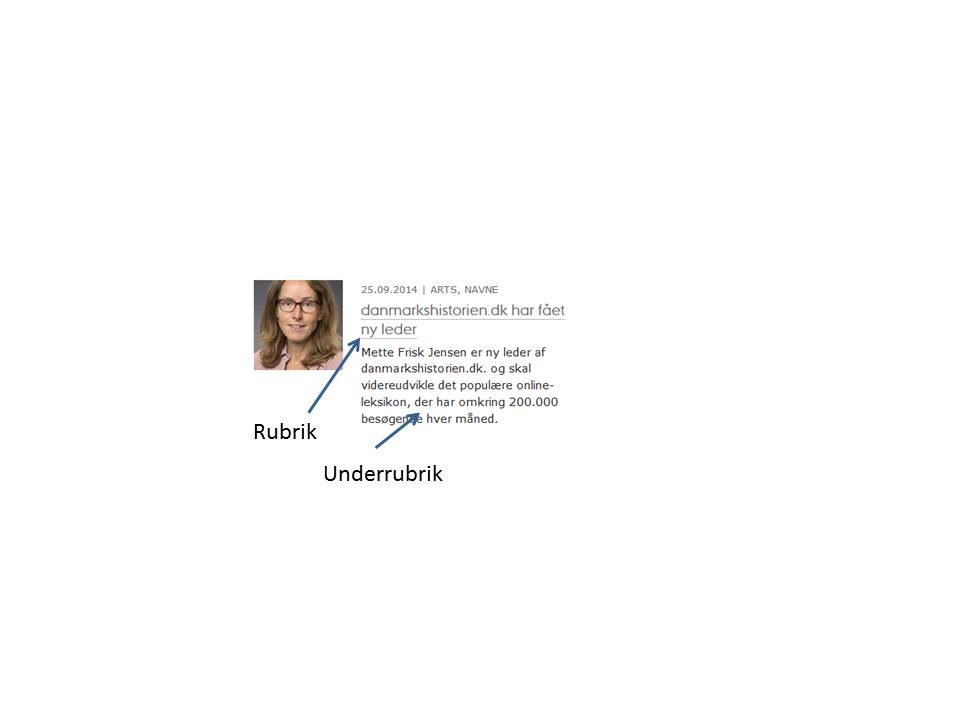 25.09.2014 | ARTS, NAVNE
danmarkshistorien.dk har fået
ny leder
Mette Frisk Jensen er ny leder af
danmarkshistorien.dk. og skal
videreudvikle det populære online-
leksikon, der har omkring 200.000
besøgende hver måned.
Rubrik
Underrubrik